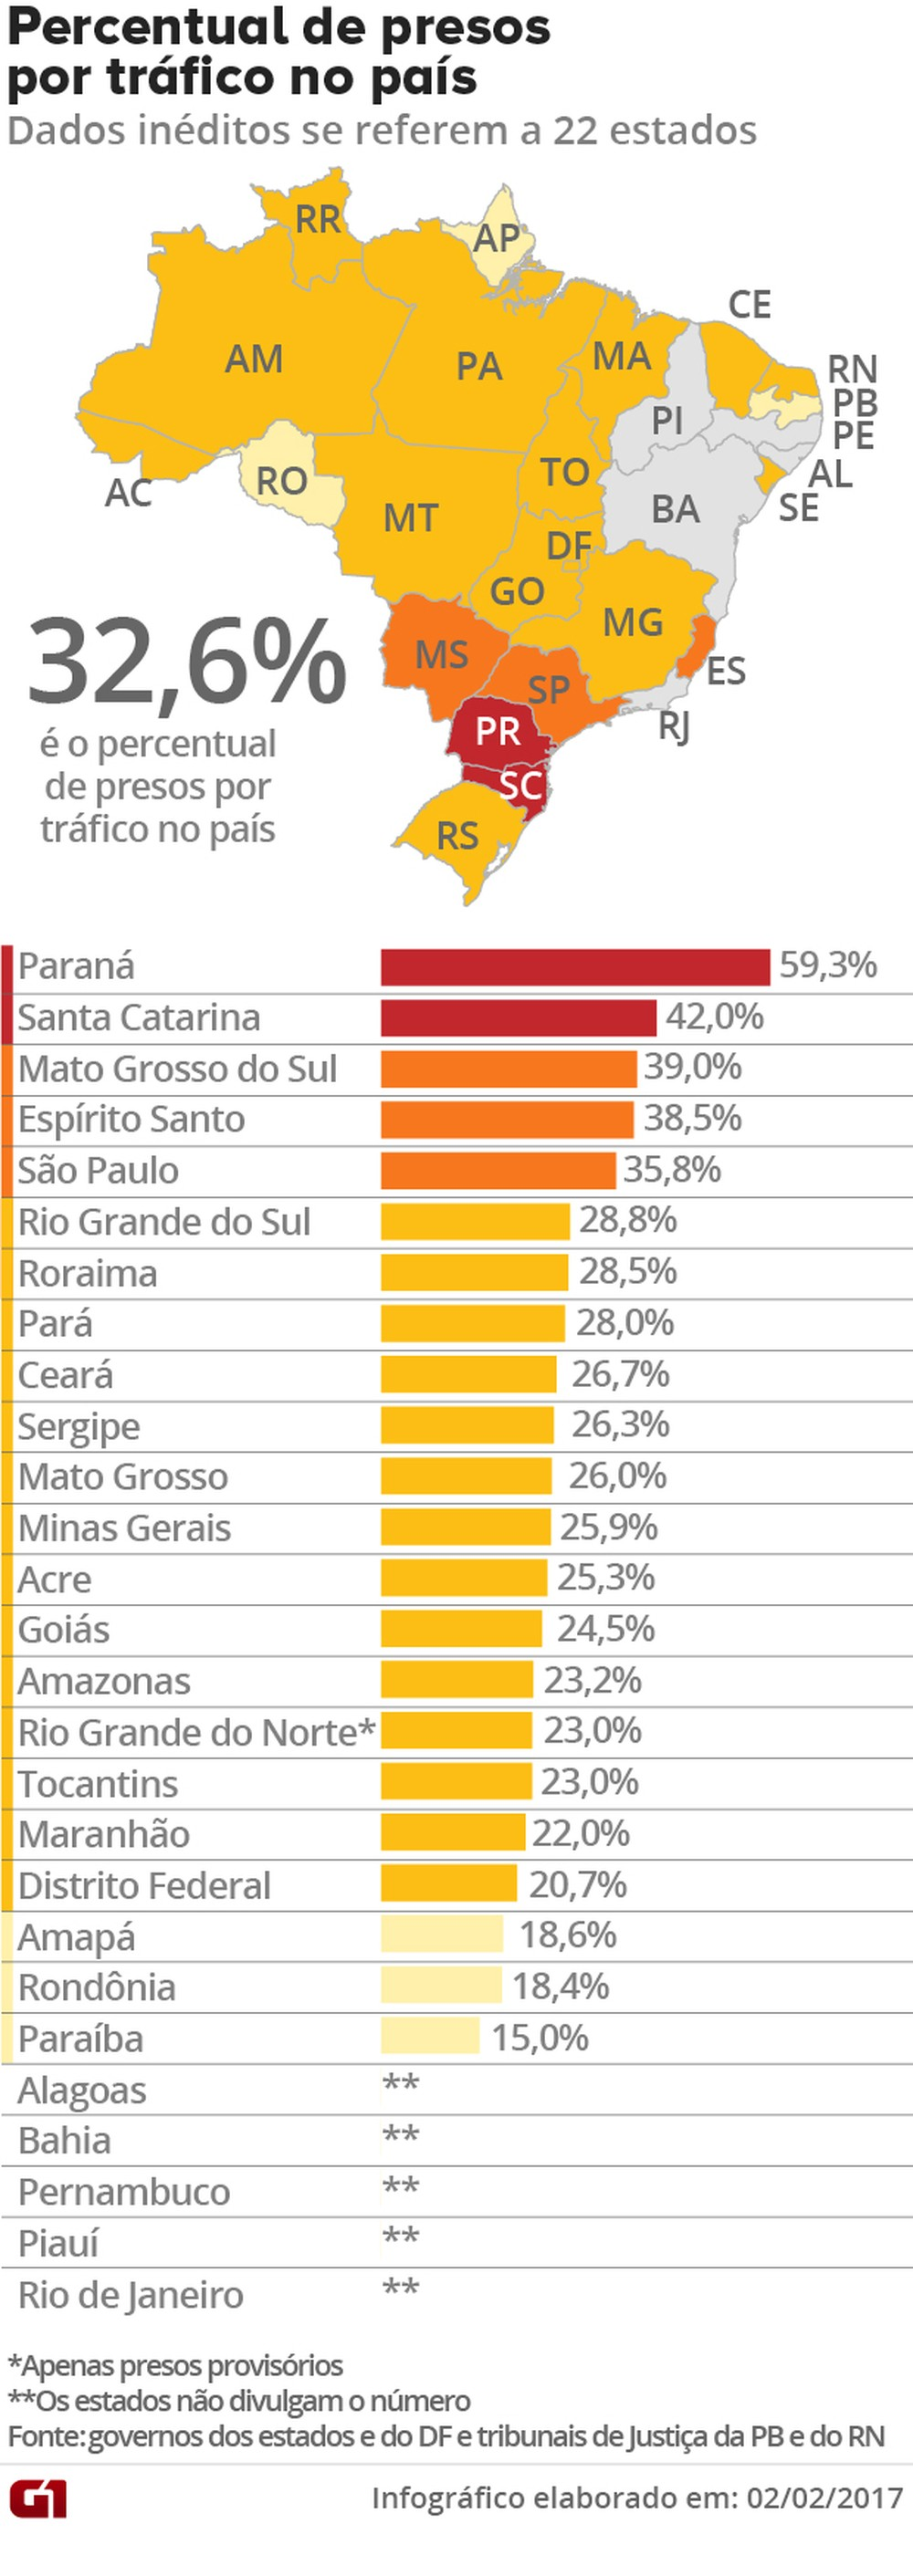 Percentual de presos
por tráfico no país
Dados inéditos se referem a 22 estados
RR
AP
CE
AM
PA
MA
RN
PB
PI
PE
TO
AL
AC
RO
SE
MT
BA
DF
GO
MG
32,6%
é o percentual
de presos por
tráfico no país
MS
ES
SP
RJ
PR
SC
RS
Paraná 59,3%
Santa Catarina 42,0%
Mato Grosso do Sul 39,0%
Espírito Santo 38,5%
São Paulo 35,8%
Rio Grande do Sul 28,8%
Roraima 28,5%
Pará 28,0%
Ceará 26,7%
Sergipe 26,3%
Mato Grosso 26,0%
Minas Gerais 25,9%
Acre 25,3%
Goiás 24,5%
Amazonas 23,2%
Rio Grande do Norte* 23,0%
Tocantins 23,0%
Maranhão 22,0%
Distrito Federal 20,7%
Amapá 18,6%
Rondônia 18,4%
Paraíba 15,0%
Alagoas **
Bahia **
Pernambuco **
Piauí **
Rio de Janeiro **
*Apenas presos provisórios
**Os estados não divulgam o número
Fonte: governos dos estados e do DF e tribunais de Justiça da PB e do RN
G1 Infográfico elaborado em: 02/02/2017